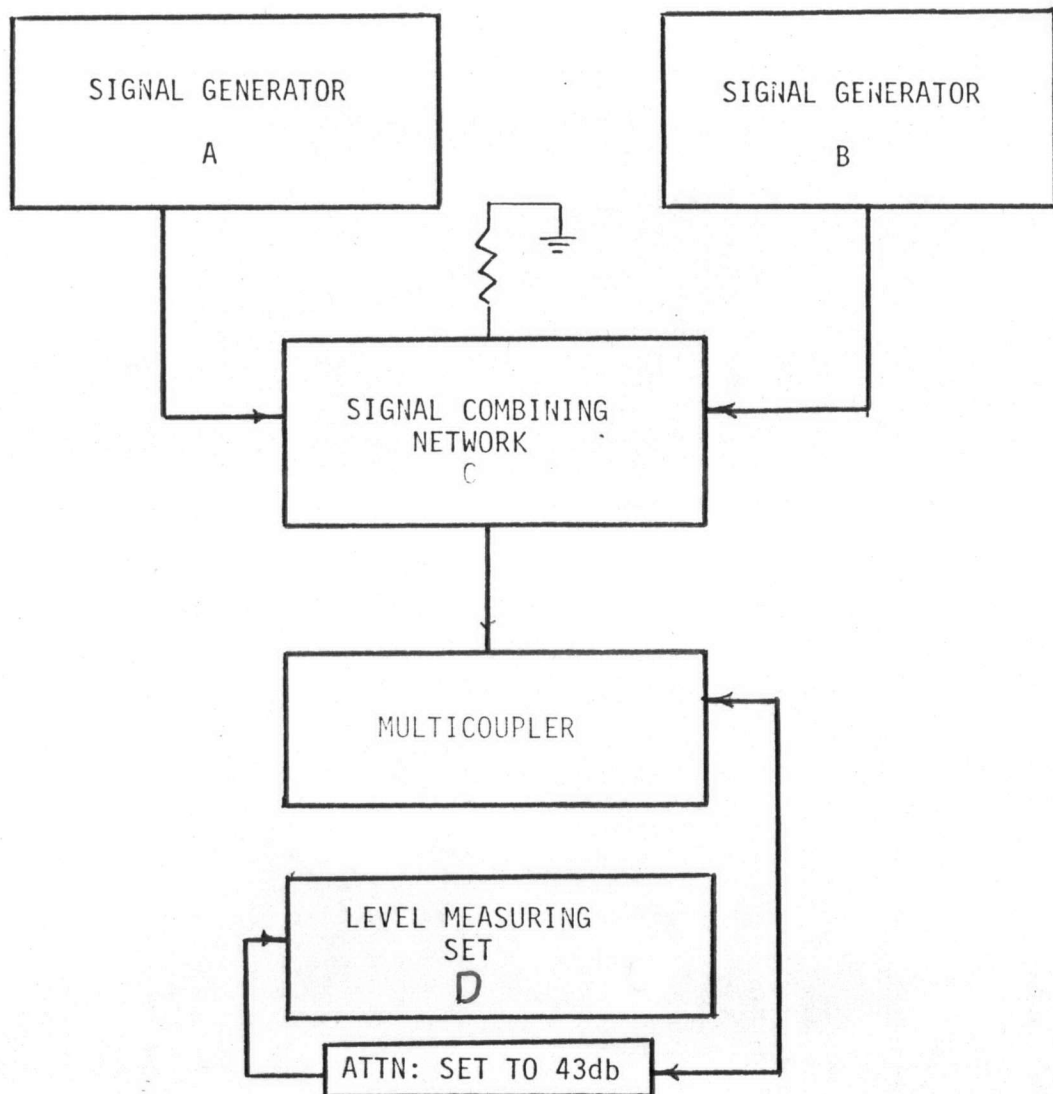 SIGNAL GENERATOR
A
SIGNAL GENERATOR
B
SIGNAL COMBINING
NETWORK
C
MULTICOUPLER
LEVEL MEASURING
SET
D
ATTN: SET TO 43db